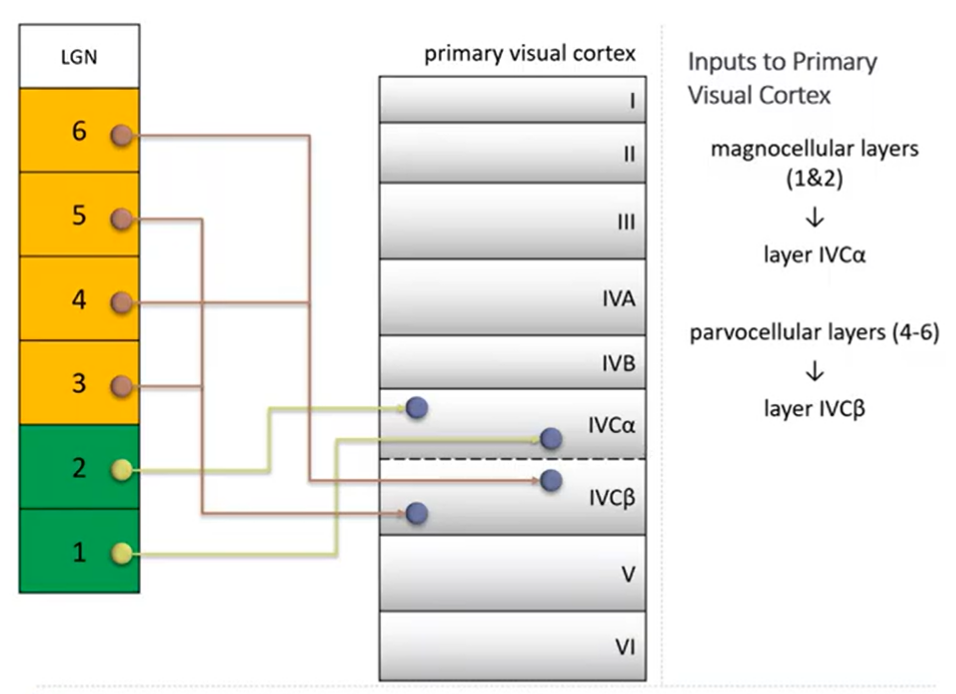 LGN
6
5
4
3
2
1
primary visual cortex
I
II
III
IVA
IVB
IVCα
IVCβ
V
VI
Inputs to Primary
Visual Cortex
magnocellular layers
(1&2)
↓
layer IVCα
parvocellular layers (4-6)
↓
layer IVCβ